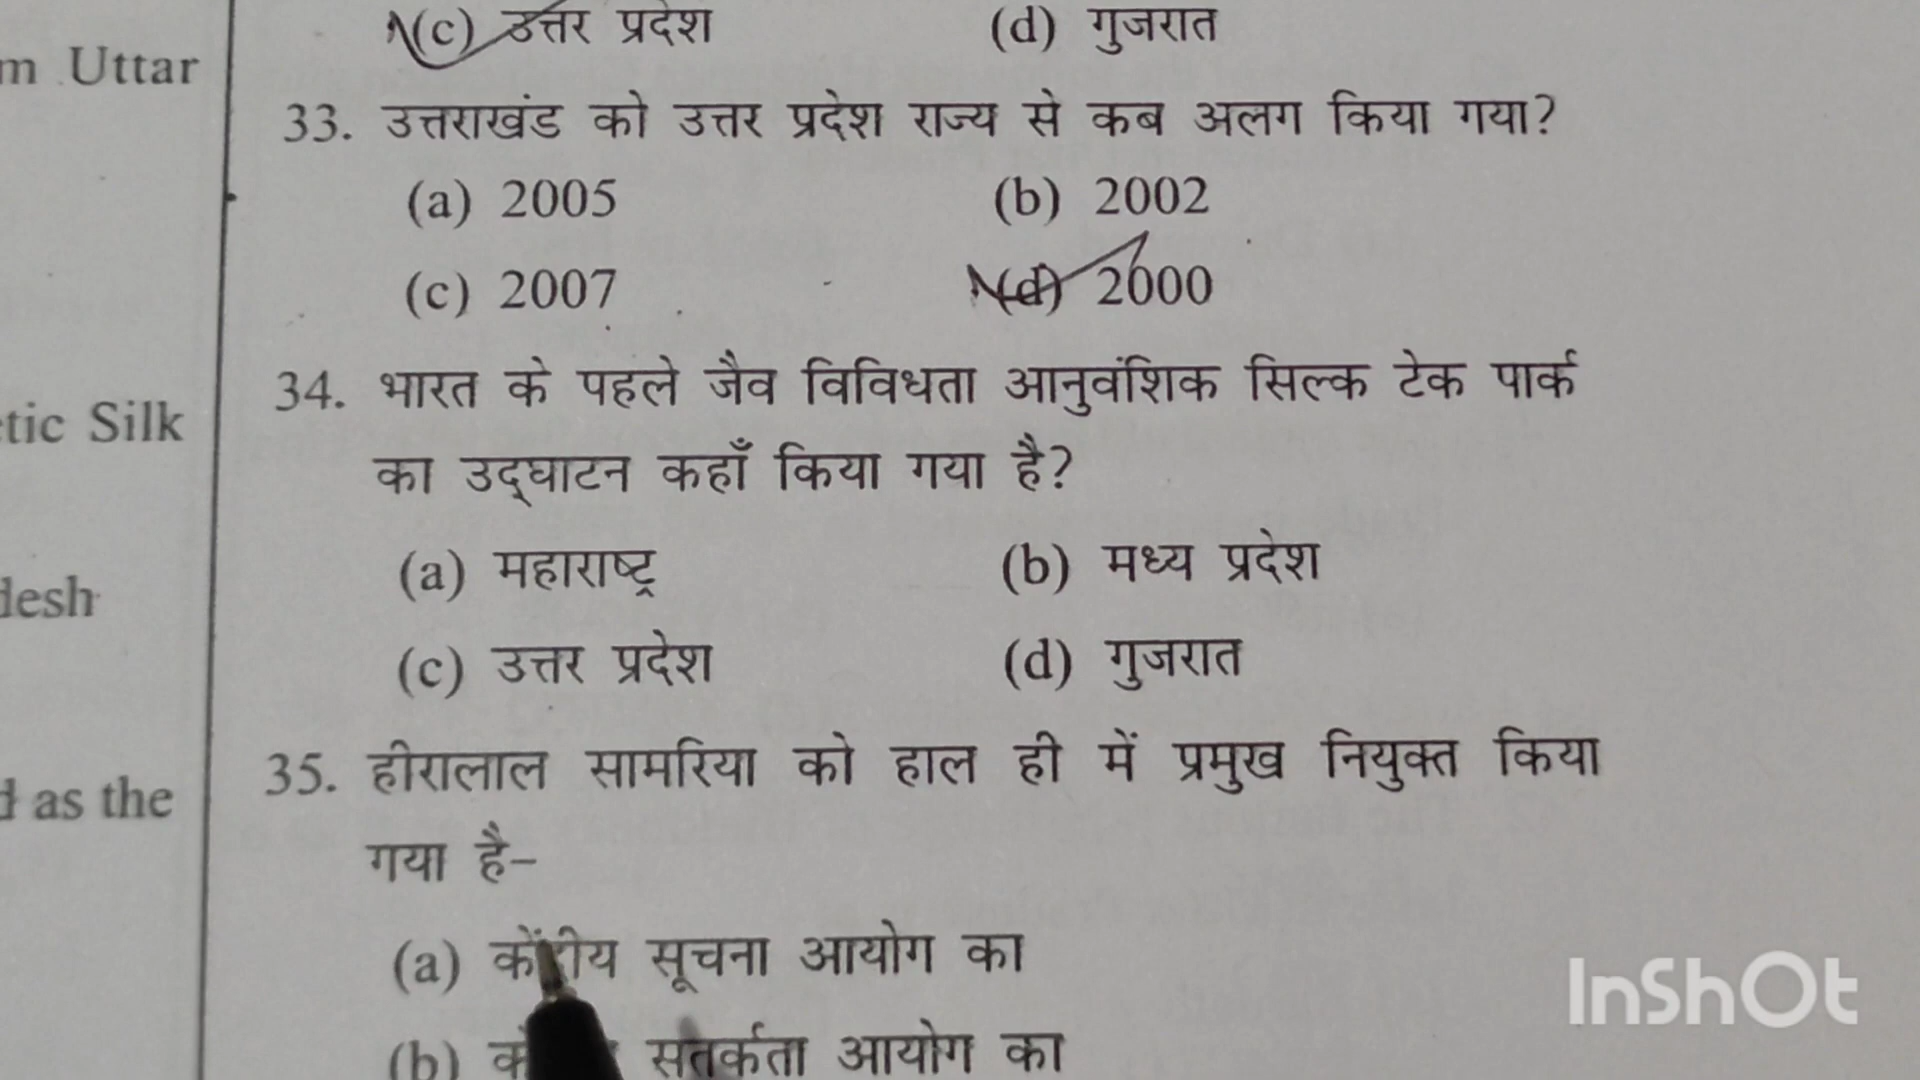 m Uttar
(c) उत्तर प्रदेश (d) गुजरात
33. उत्तराखंड को उत्तर प्रदेश राज्य से कब अलग किया गया?
(a) 2005 (b) 2002
(c) 2007 (d) 2000
tic Silk
34. भारत के पहले जैव विविधता आनुवंशिक सिल्क टेक पार्क
का उद्घाटन कहाँ किया गया है?
desh
(a) महाराष्ट्र (b) मध्य प्रदेश
(c) उत्तर प्रदेश (d) गुजरात
d as the
35. हीरालाल सामरिया को हाल ही में प्रमुख नियुक्त किया
गया है–
(a) सूचना आयोग का
(b) सतर्कता आयोग का
InShOt